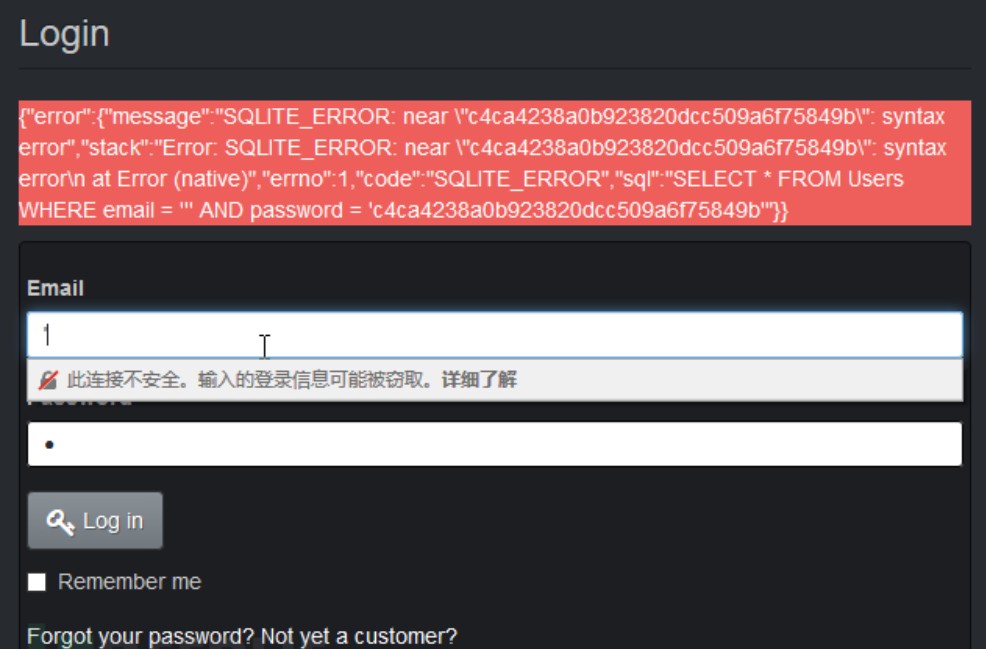 Login
{"error":{"message":"SQLITE_ERROR: near \"c4ca4238a0b923820dcc509a6f75849b\": syntax
error","stack":"Error: SQLITE_ERROR: near \"c4ca4238a0b923820dcc509a6f75849b\": syntax
error\n at Error (native)","errno":1,"code":"SQLITE_ERROR","sql":"SELECT * FROM Users
WHERE email = ''' AND password = 'c4ca4238a0b923820dcc509a6f75849b'"}}
Email
'
此连接不安全。输入的登录信息可能被窃取。详细了解
Password
Log in
Remember me
Forgot your password? Not yet a customer?